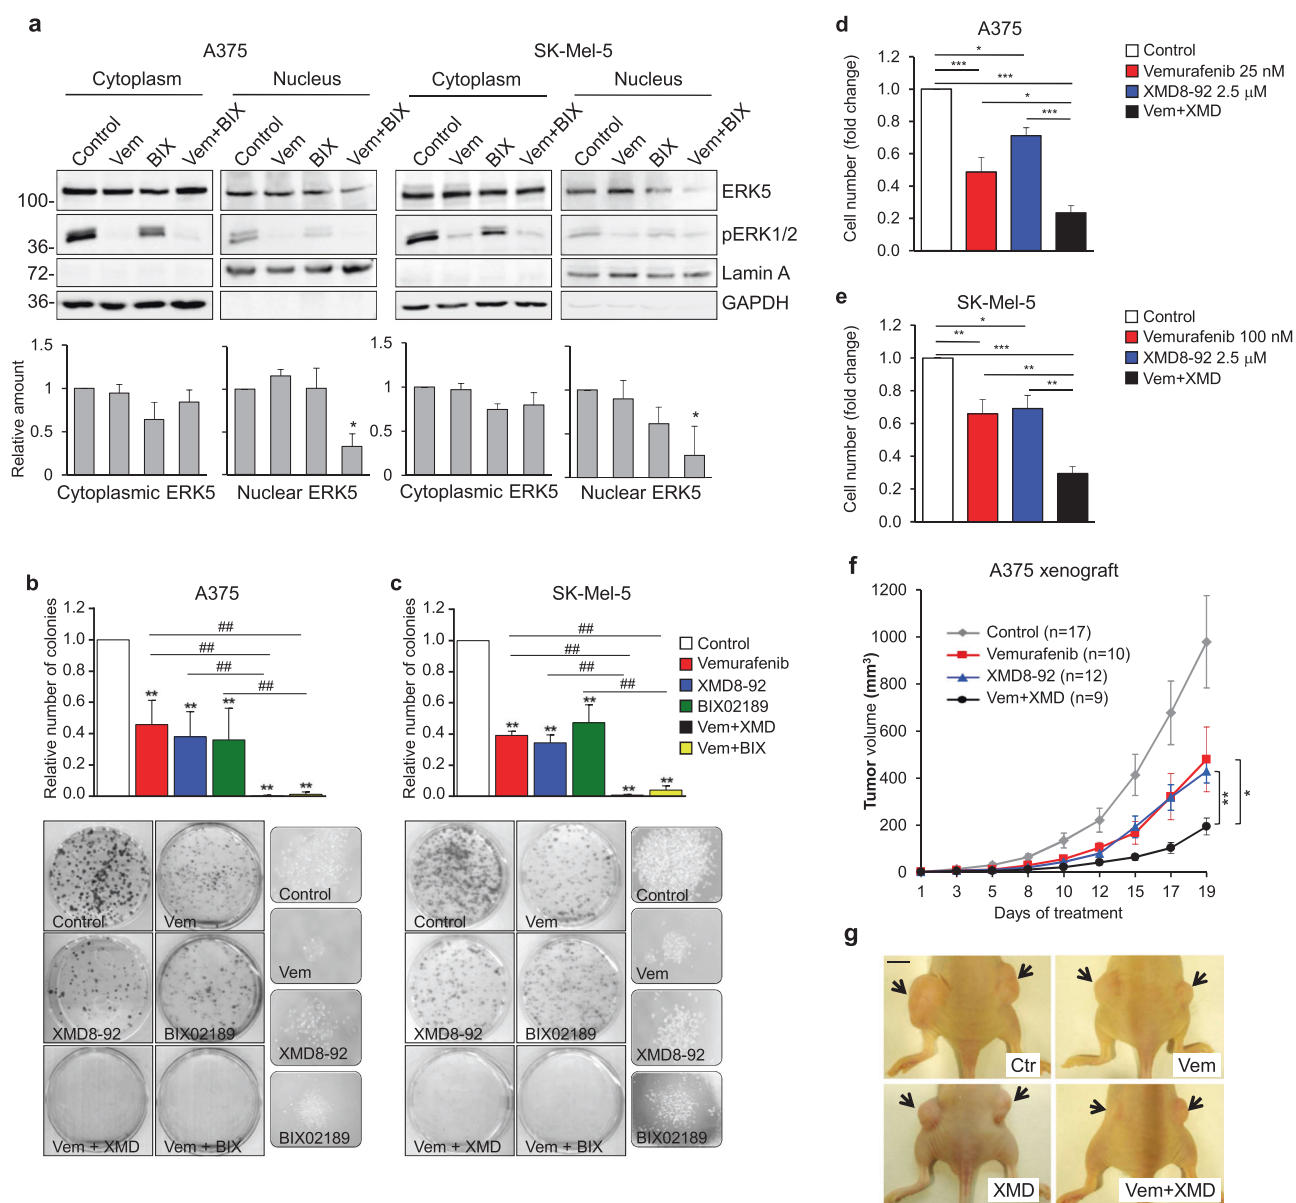 a
A375
SK-Mel-5
Cytoplasm
Nucleus
Cytoplasm
Nucleus
Control
Vem
BIX
Vem+BIX
Control
Vem
BIX
Vem+BIX
Control
Vem
BIX
Vem+BIX
Control
Vem
BIX
Vem+BIX
100-
ERK5
36-
pERK1/2
72-
Lamin A
36-
GAPDH
Relative amount
1.5
1
0.5
0
*
1.5
1
0.5
0
*
Cytoplasmic ERK5
Nuclear ERK5
Cytoplasmic ERK5
Nuclear ERK5
b
A375
Relative number of colonies
1.2
1.0
0.8
0.6
0.4
0.2
0.0
##
##
##
##
**
**
**
**
**
Control
Vem
XMD8-92
BIX02189
Vem + XMD
Vem + BIX
Control
Vem
XMD8-92
BIX02189
c
SK-Mel-5
Relative number of colonies
1.2
1.0
0.8
0.6
0.4
0.2
0.0
##
##
##
##
**
**
**
**
**
Control
Vemurafenib
XMD8-92
BIX02189
Vem+XMD
Vem+BIX
Control
Vem
XMD8-92
BIX02189
Vem + XMD
Vem + BIX
Control
Vem
XMD8-92
BIX02189
d
A375
Cell number (fold change)
1.2
1.0
0.8
0.6
0.4
0.2
0.0
*
***
***
*
***
Control
Vemurafenib 25 nM
XMD8-92 2.5 µM
Vem+XMD
e
SK-Mel-5
Cell number (fold change)
1.2
1.0
0.8
0.6
0.4
0.2
0.0
*
**
***
**
**
Control
Vemurafenib 100 nM
XMD8-92 2.5 µM
Vem+XMD
f
A375 xenograft
Tumor volume (mm³)
1200
1000
800
600
400
200
0
Control (n=17)
Vemurafenib (n=10)
XMD8-92 (n=12)
Vem+XMD (n=9)
**
*
1 3 5 8 10 12 15 17 19
Days of treatment
g
Ctr
Vem
XMD
Vem+XMD